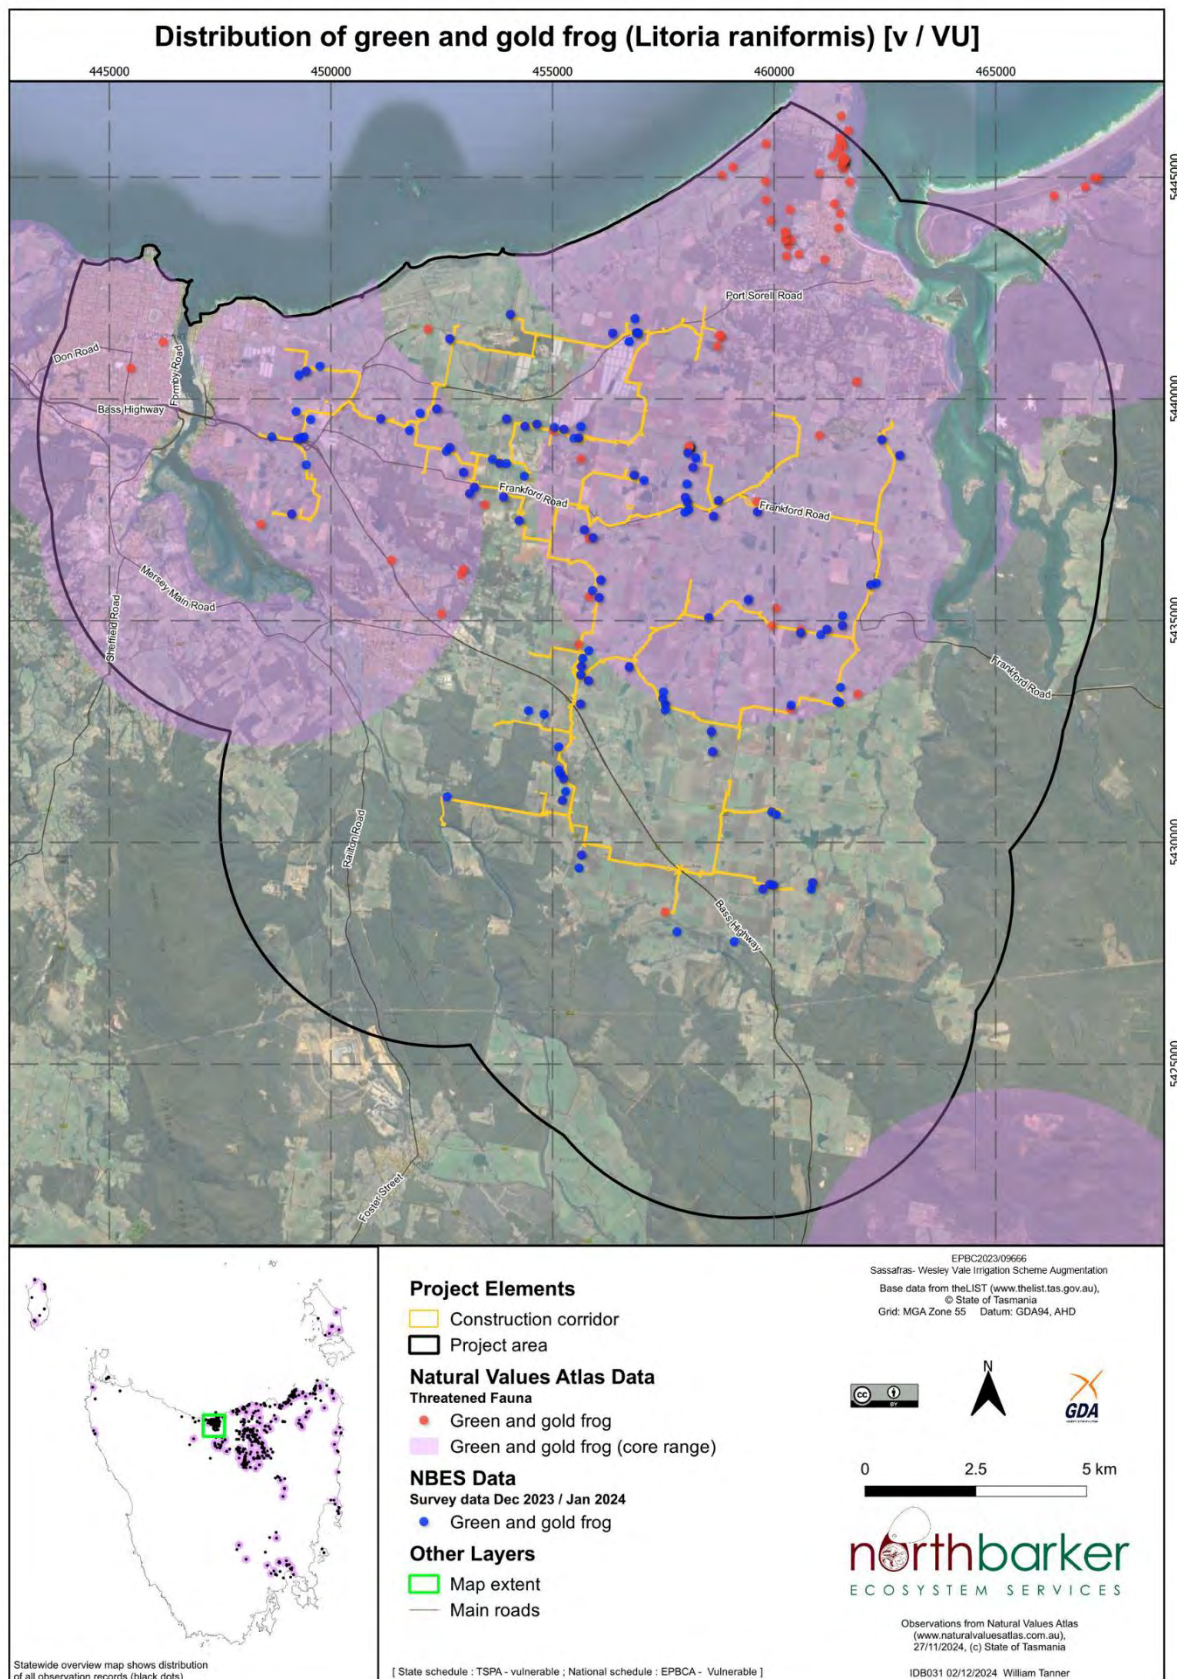 Distribution of green and gold frog (Litoria raniformis) [v / VU]
445000
450000
455000
460000
465000
5445000
5440000
5435000
5430000
5425000
Port Sorell Road
Don Road
Formby Road
Bass Highway
Frankford Road
Frankford Road
Mersey Main Road
Sheffield Road
Frankford Road
Railton Road
Bass Highway
Foster Street
Statewide overview map shows distribution
of all observation records (black dots)
Project Elements
Construction corridor
Project area
Natural Values Atlas Data
Threatened Fauna
Green and gold frog
Green and gold frog (core range)
NBES Data
Survey data Dec 2023 / Jan 2024
Green and gold frog
Other Layers
Map extent
Main roads
[ State schedule : TSPA - vulnerable ; National schedule : EPBCA - Vulnerable ]
EPBC2023/09666
Sassafras- Wesley Vale Irrigation Scheme Augmentation
Base data from theLIST (www.thelist.tas.gov.au),
© State of Tasmania
Grid: MGA Zone 55 Datum: GDA94, AHD
N
cc
BY
GDA
0 2.5 5 km
northbarker
ECOSYSTEM SERVICES
Observations from Natural Values Atlas
(www.naturalvaluesatlas.com.au),
27/11/2024, (c) State of Tasmania
IDB031 02/12/2024 William Tanner